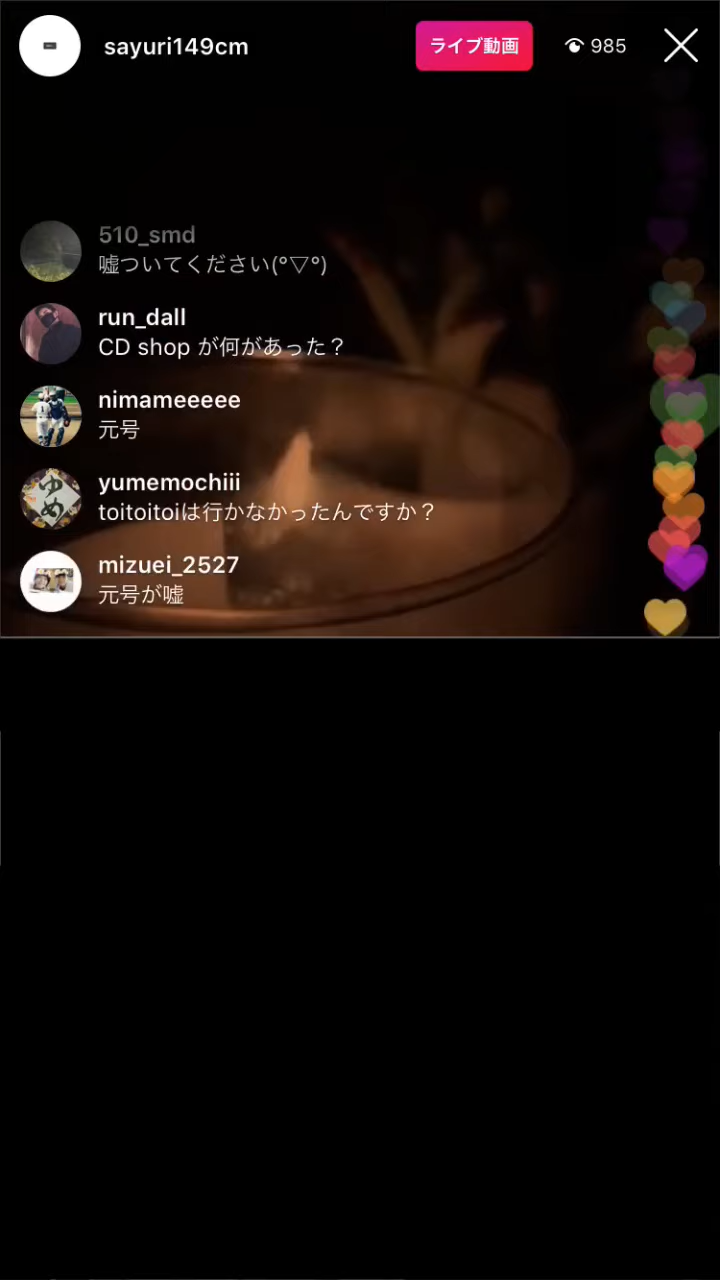 sayuri149cm
ライブ動画
985
510_smd
嘘ついてください(°▽°)
run_dall
CD shop が何があった？
nimameeeee
元号
yumemochiii
toitoitoiは行かなかったんですか？
mizuei_2527
元号が嘘
ゆめ